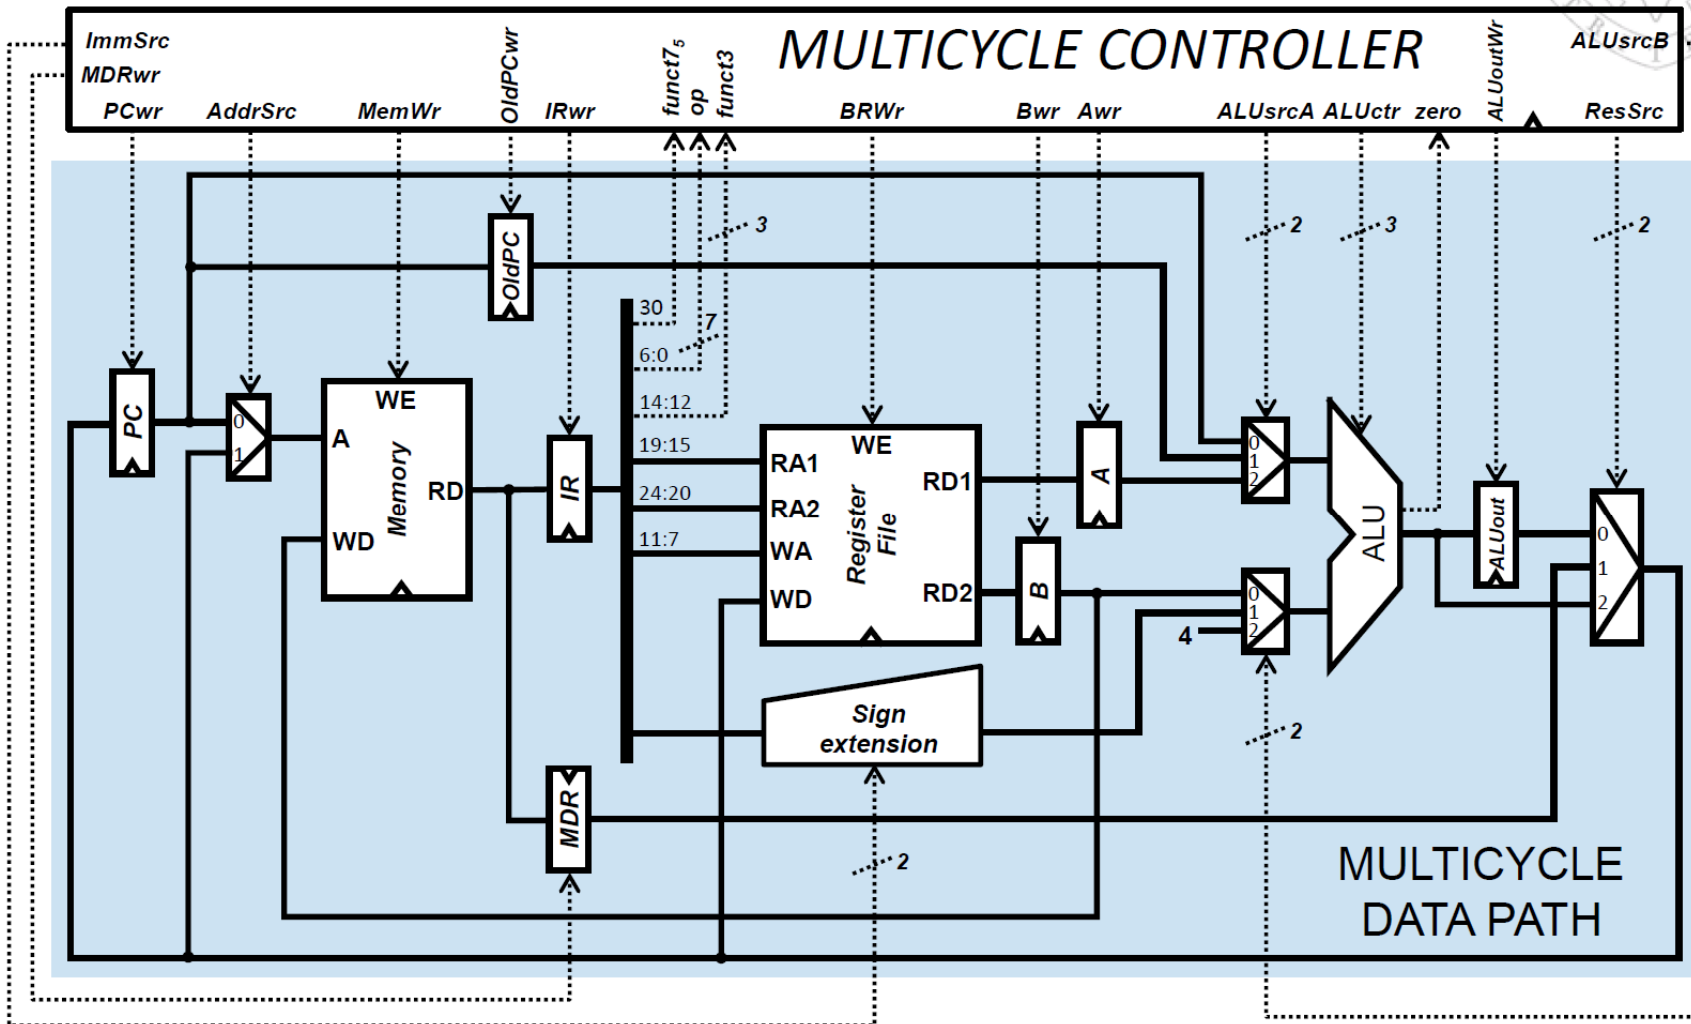 MULTICYCLE CONTROLLER
ImmSrc
MDRwr
PCwr
AddrSrc
MemWr
OldPCwr
IRwr
funct7₅
op
funct3
BRWr
Bwr
Awr
ALUsrcA
ALUctr
zero
ALUoutWr
ALUsrcB
ResSrc
3
2
3
2
OldPC
30
7
6:0
14:12
PC
0
1
WE
A
Memory
RD
WD
IR
19:15
24:20
11:7
WE
RA1
RA2
WA
WD
Register
File
RD1
RD2
A
B
0
1
2
0
1
2
4
ALU
ALUout
0
1
2
Sign
extension
2
2
MDR
MULTICYCLE
DATA PATH